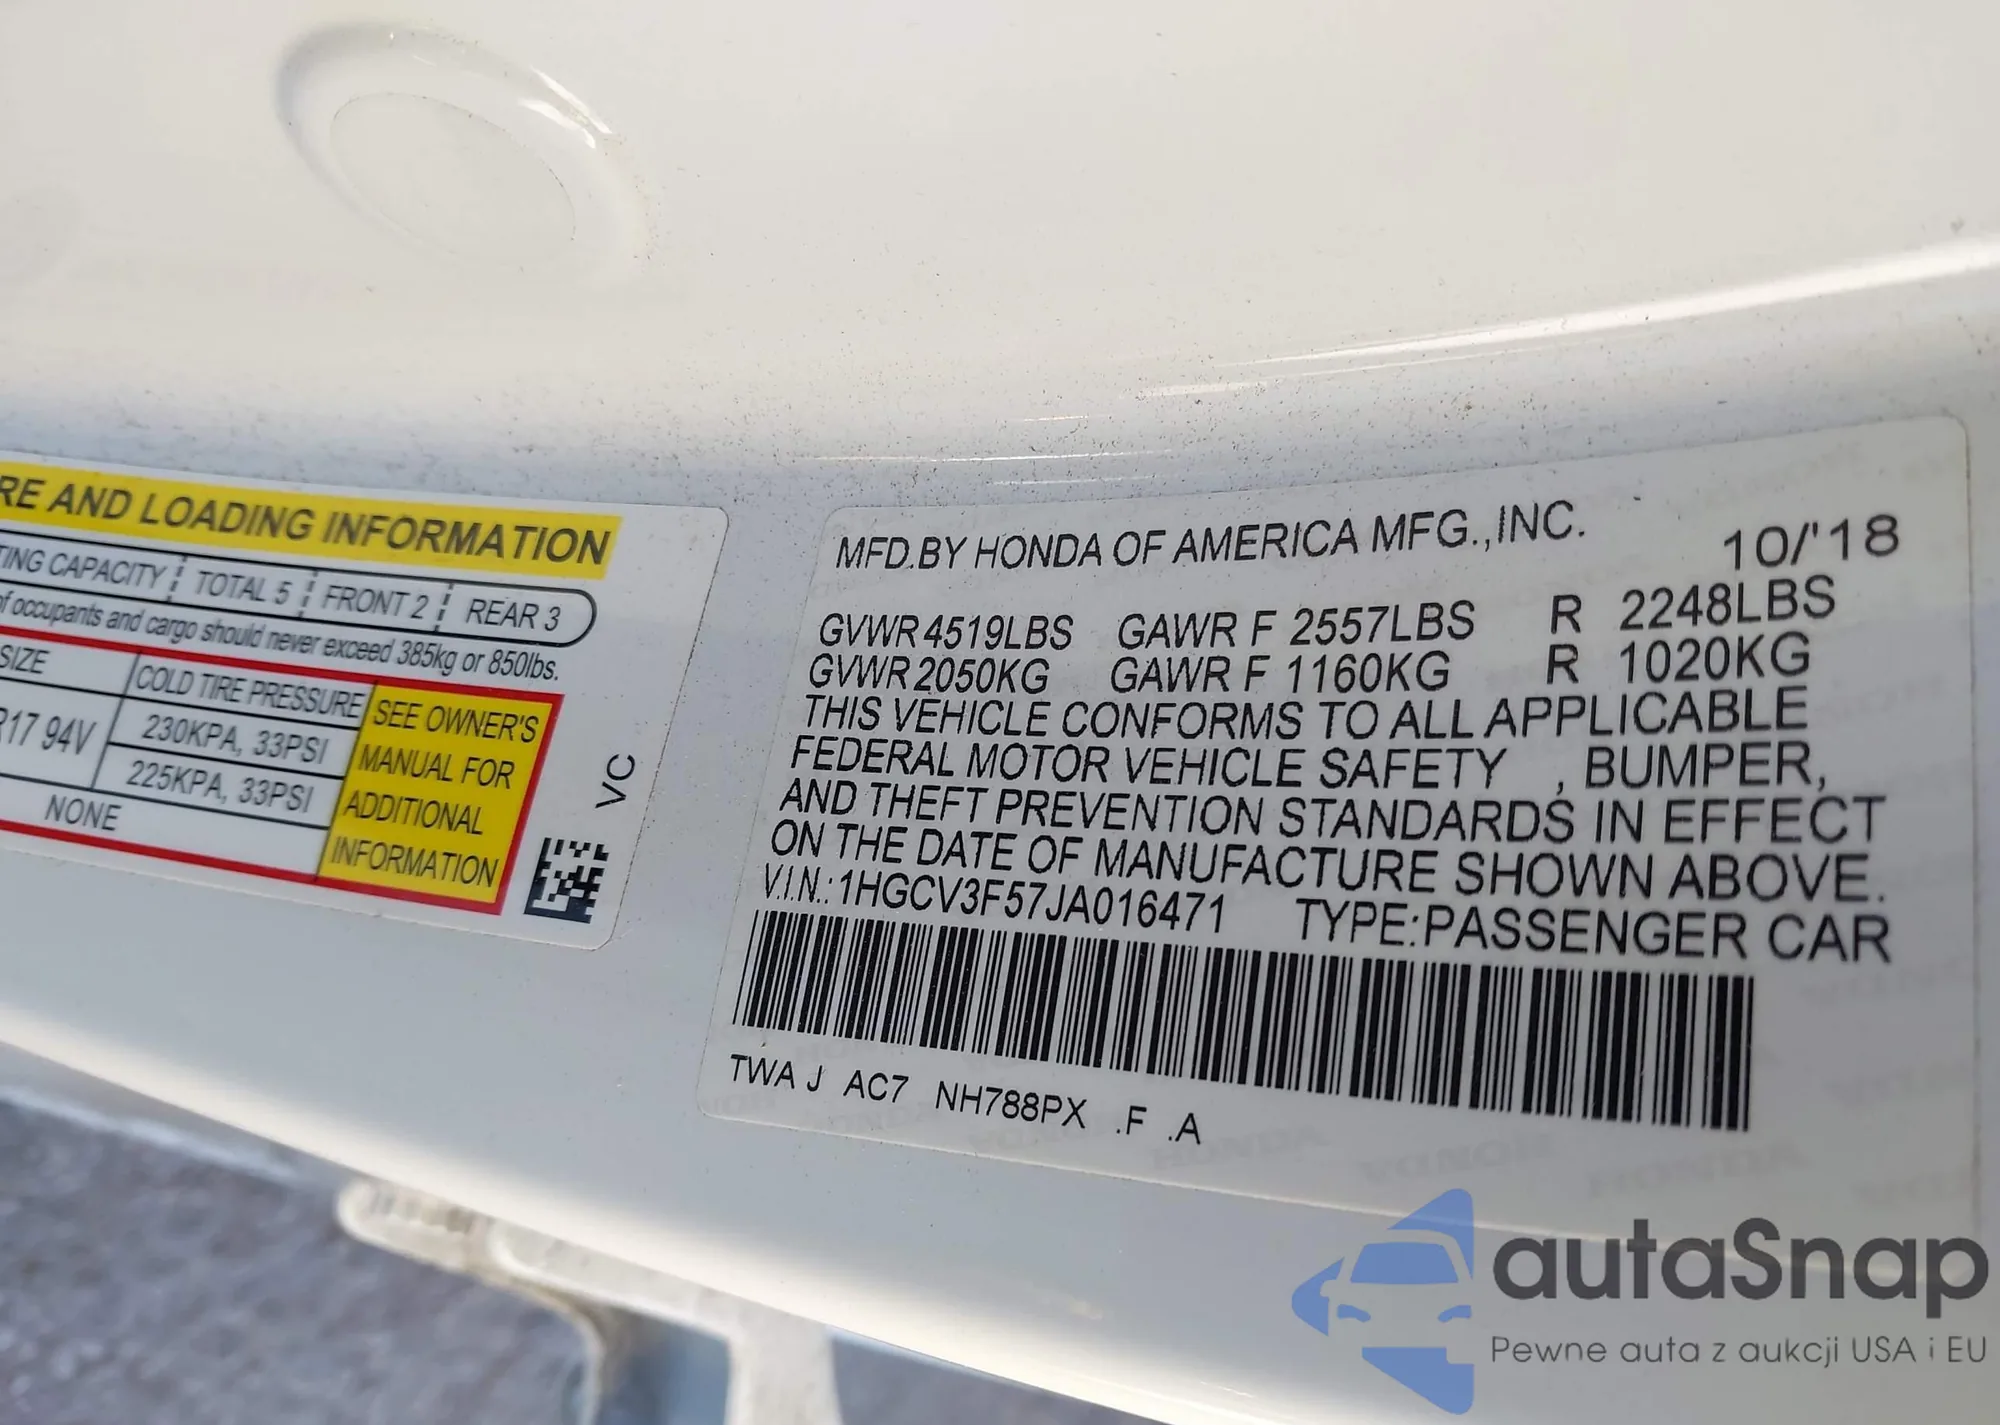 RE AND LOADING INFORMATION
TING CAPACITY TOTAL 5 FRONT 2 REAR 3
of occupants and cargo should never exceed 385kg or 850lbs.
SIZE COLD TIRE PRESSURE
R17 94V 230KPA, 33PSI
225KPA, 33PSI
NONE
SEE OWNER'S
MANUAL FOR
ADDITIONAL
INFORMATION
VC
MFD.BY HONDA OF AMERICA MFG.,INC. 10/'18
GVWR 4519LBS GAWR F 2557LBS R 2248LBS
GVWR 2050KG GAWR F 1160KG R 1020KG
THIS VEHICLE CONFORMS TO ALL APPLICABLE
FEDERAL MOTOR VEHICLE SAFETY , BUMPER,
AND THEFT PREVENTION STANDARDS IN EFFECT
ON THE DATE OF MANUFACTURE SHOWN ABOVE.
V.I.N.: 1HGCV3F57JA016471 TYPE:PASSENGER CAR
TWA J AC7 NH788PX .F .A
autaSnap
Pewne auta z aukcji USA i EU